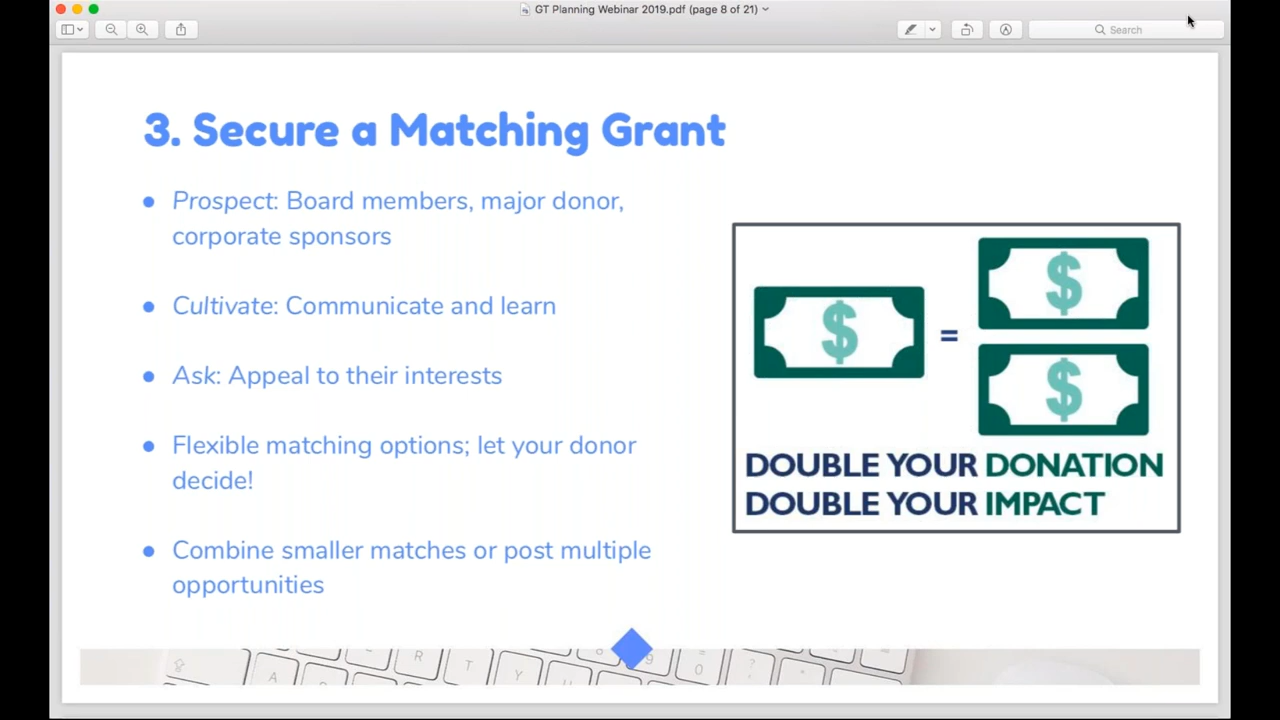 GT Planning Webinar 2019.pdf (page 8 of 21)
Search
3. Secure a Matching Grant
● Prospect: Board members, major donor,
corporate sponsors
● Cultivate: Communicate and learn
● Ask: Appeal to their interests
● Flexible matching options; let your donor
decide!
● Combine smaller matches or post multiple
opportunities
$ = $
$
DOUBLE YOUR DONATION
DOUBLE YOUR IMPACT
R
T
Y
A